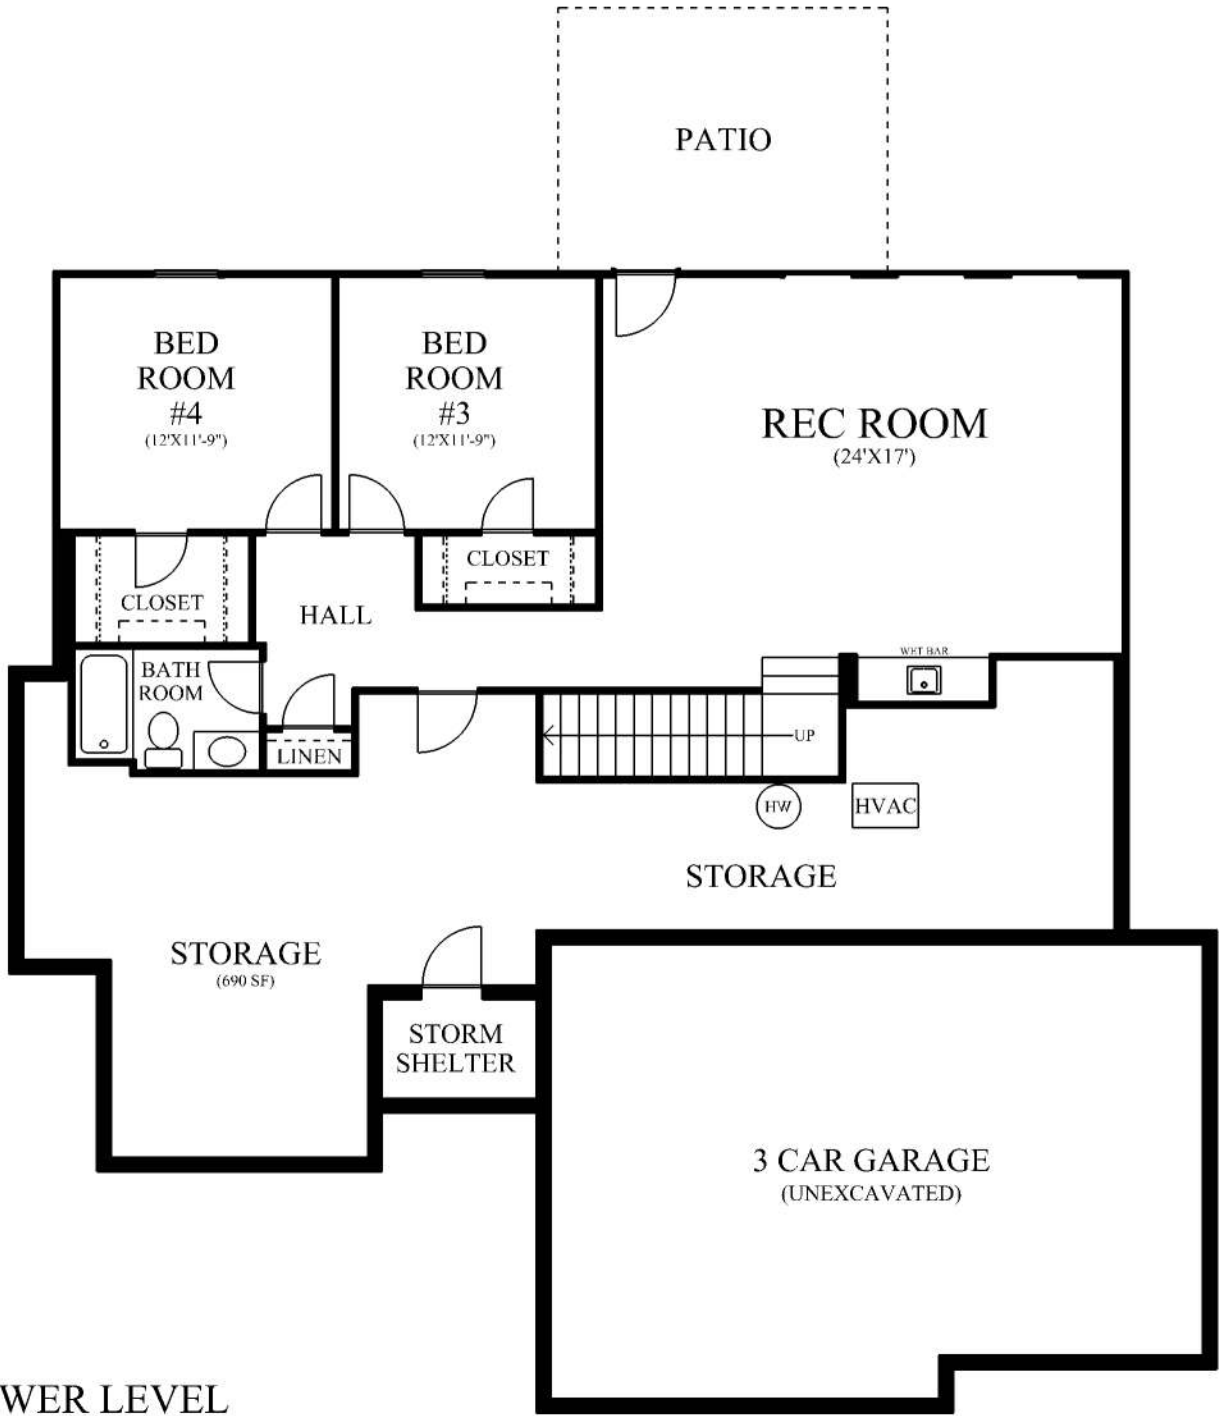 PATIO
BED
ROOM
#4
(12'X11'-9")
BED
ROOM
#3
(12'X11'-9")
REC ROOM
(24'X17')
CLOSET
CLOSET
HALL
WET BAR
BATH
ROOM
LINEN
UP
HW
HVAC
STORAGE
STORAGE
(690 SF)
STORM
SHELTER
3 CAR GARAGE
(UNEXCAVATED)
WER LEVEL